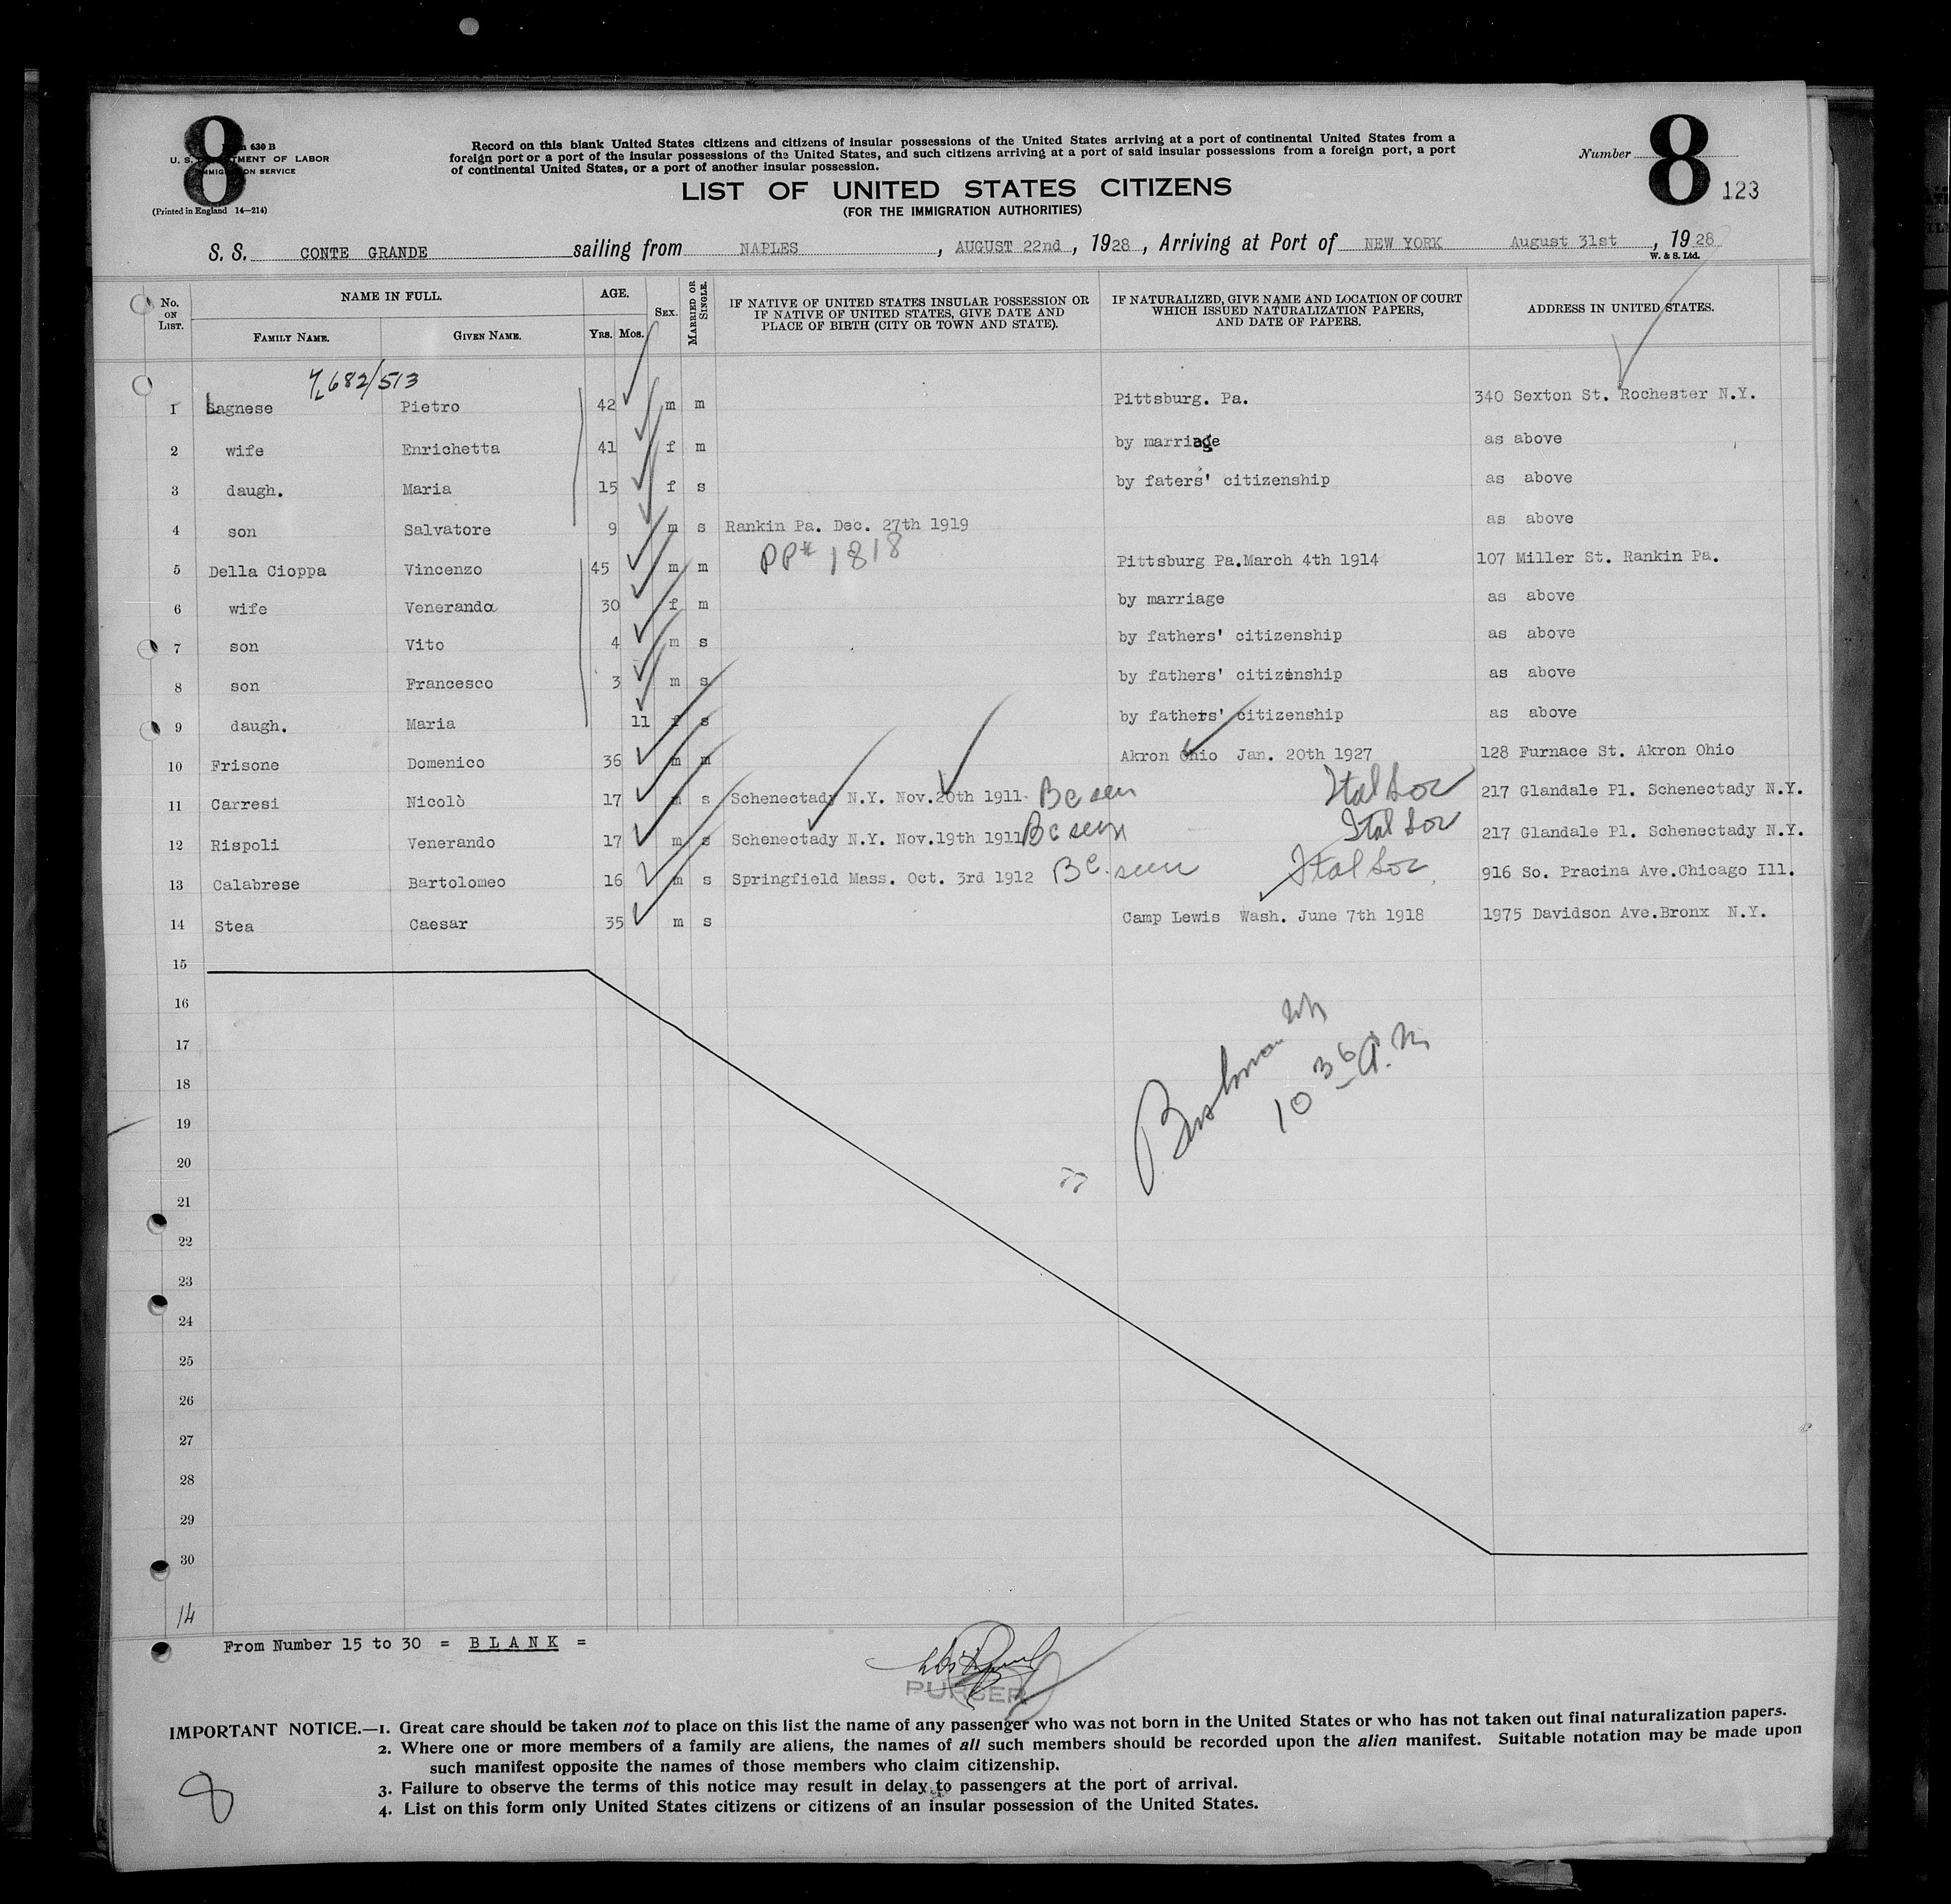 8
Form 630 B
U. S. DEPARTMENT OF LABOR
IMMIGRATION SERVICE
(Printed in England 14—214)
Record on this blank United States citizens and citizens of insular possessions of the United States arriving at a port of continental United States from a
foreign port or a port of the insular possessions of the United States, and such citizens arriving at a port of said insular possessions from a foreign port, a port
of continental United States, or a port of another insular possession.
Number 8
123
LIST OF UNITED STATES CITIZENS
(FOR THE IMMIGRATION AUTHORITIES)
S. S. CONTE GRANDE sailing from NAPLES , AUGUST 22nd , 1928 , Arriving at Port of NEW YORK August 31st , 1928
W. & S. Ltd.
No. ON LIST. NAME IN FULL. AGE. SEX. MARRIED OR SINGLE. IF NATIVE OF UNITED STATES INSULAR POSSESSION OR IF NATIVE OF UNITED STATES, GIVE DATE AND PLACE OF BIRTH (CITY OR TOWN AND STATE). IF NATURALIZED, GIVE NAME AND LOCATION OF COURT WHICH ISSUED NATURALIZATION PAPERS, AND DATE OF PAPERS. ADDRESS IN UNITED STATES.
FAMILY NAME. GIVEN NAME. YRS. MOS.
682/513
1 Lagnese Pietro 42 m m Pittsburg. Pa. 340 Sexton St. Rochester N.Y.
2 wife Enrichetta 41 f m by marriage as above
3 daugh. Maria 15 f s by faters' citizenship as above
4 son Salvatore 9 m s Rankin Pa. Dec. 27th 1919 as above
PP# 1818
5 Della Cioppa Vincenzo 45 m m Pittsburg Pa.March 4th 1914 107 Miller St. Rankin Pa.
6 wife Veneranda 30 f m by marriage as above
7 son Vito 4 m s by fathers' citizenship as above
8 son Francesco 3 m s by fathers' citizenship as above
9 daugh. Maria 11 f s by fathers' citizenship as above
10 Frisone Domenico 36 m m Akron Ohio Jan. 20th 1927 128 Furnace St. Akron Ohio
11 Carresi Nicolò 17 m s Schenectady N.Y. Nov.20th 1911 BC seen Ital Soc 217 Glandale Pl. Schenectady N.Y.
12 Rispoli Venerando 17 m s Schenectady N.Y. Nov.19th 1911 BC seen Ital Soc 217 Glandale Pl. Schenectady N.Y.
13 Calabrese Bartolomeo 16 m s Springfield Mass. Oct. 3rd 1912 BC. seen Ital Soc 916 So. Pracina Ave.Chicago Ill.
14 Stea Caesar 35 m s Camp Lewis Wash. June 7th 1918 1975 Davidson Ave.Bronx N.Y.
15
16
17
10 36 A.M
18
19
20
21
22
23
24
25
26
27
28
29
30
14
From Number 15 to 30 = BLANK =
PURSER
IMPORTANT NOTICE.—1. Great care should be taken not to place on this list the name of any passenger who was not born in the United States or who has not taken out final naturalization papers.
2. Where one or more members of a family are aliens, the names of all such members should be recorded upon the alien manifest. Suitable notation may be made upon
such manifest opposite the names of those members who claim citizenship.
3. Failure to observe the terms of this notice may result in delay to passengers at the port of arrival.
4. List on this form only United States citizens or citizens of an insular possession of the United States.
8